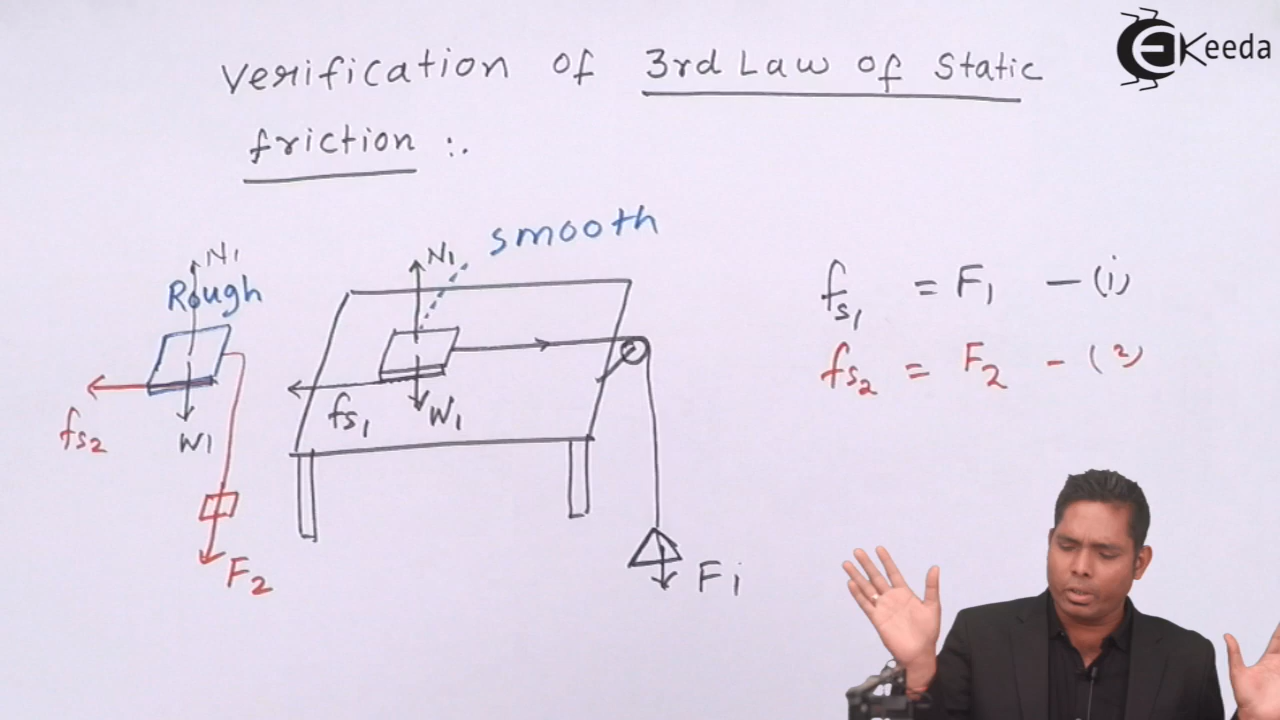 Verification of 3rd Law of Static
friction :.
EKeeda
N1
Rough
fs2
W1
F2
N1
smooth
fs1
W1
Fi
fs1 = F1 - (i)
fs2 = F2 - (2)